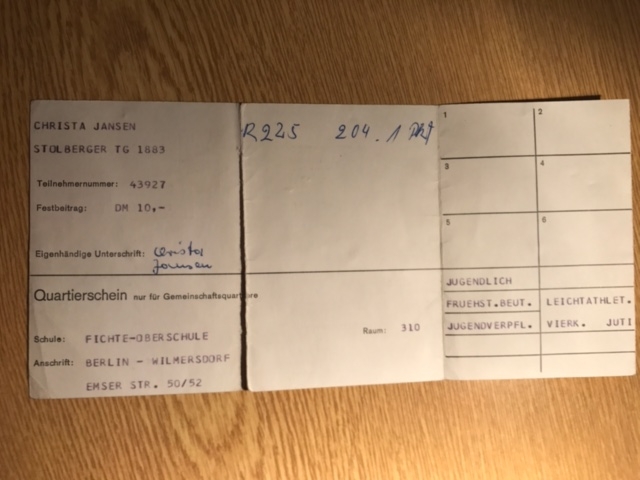 CHRISTA JANSEN
STOLBERGER TG 1883
Teilnehmernummer: 43927
Festbeitrag: DM 10,-
Eigenhändige Unterschrift: Christa
Jansen
Quartierschein nur für Gemeinschaftsquartiere
Schule: FICHTE-OBERSCHULE
Anschrift: BERLIN - WILMERSDORF
EMSER STR. 50/52
R225 204. 1
Raum: 310
1 2
3 4
5 6
JUGENDLICH
FRUEHST.BEUT. LEICHTATHLET.
JUGENDVERPFL. VIERK. JUTI